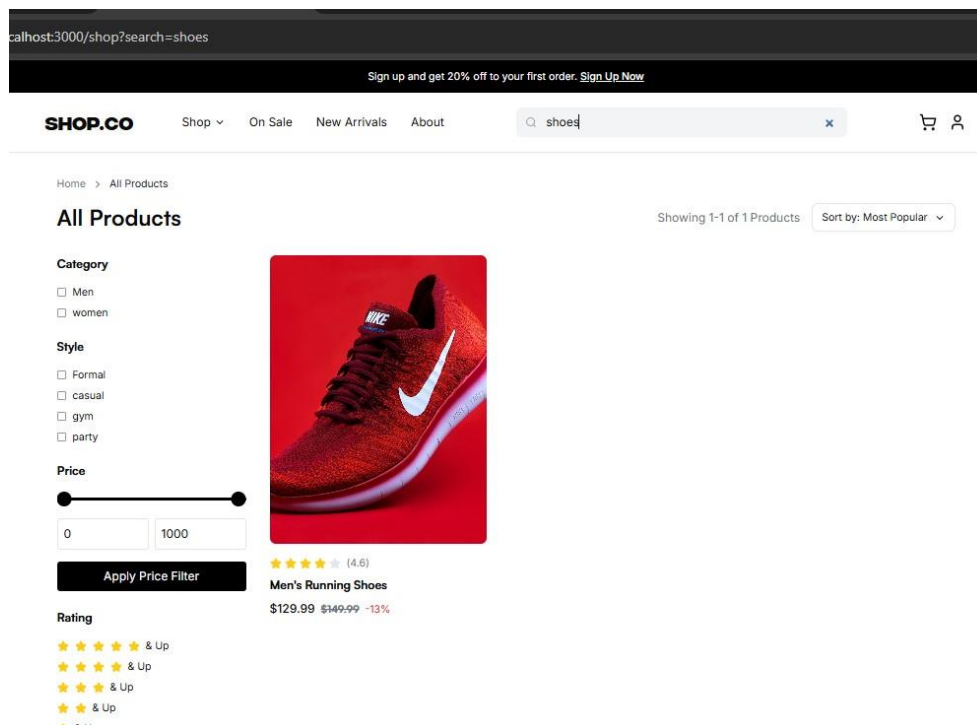 calhost:3000/shop?search=shoes
Sign up and get 20% off to your first order. Sign Up Now
SHOP.CO Shop On Sale New Arrivals About shoes
Home > All Products
All Products
Showing 1-1 of 1 Products Sort by: Most Popular
Category
Men
women
Style
Formal
casual
gym
party
Price
0 1000
Apply Price Filter
Rating
& Up
& Up
& Up
& Up
NIKE
(4.6)
Men's Running Shoes
$129.99 $149.99 -13%